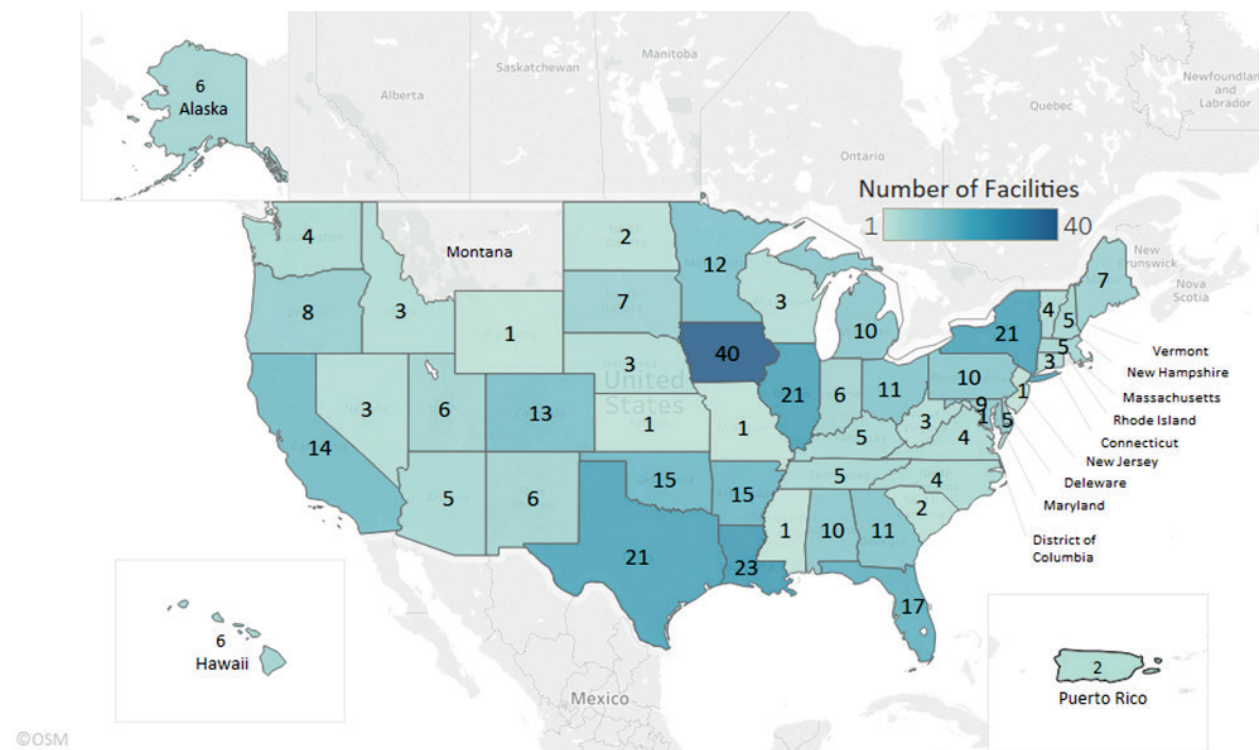 6
Alaska
Alberta
Saskatchewan
Manitoba
Ontario
Quebec
Newfoundland
and
Labrador
New
Brunswick
Nova
Scotia
Number of Facilities
1
40
4
Montana
2
12
8
3
1
7
3
10
7
4
5
21
5
3
40
3
21
6
11
10
1
9
1
5
3
6
13
United
States
1
1
5
3
4
14
5
6
15
15
5
4
2
21
23
1
10
11
17
Vermont
New Hampshire
Massachusetts
Rhode Island
Connecticut
New Jersey
Deleware
Maryland
District of
Columbia
6
Hawaii
Mexico
2
Puerto Rico
©OSM